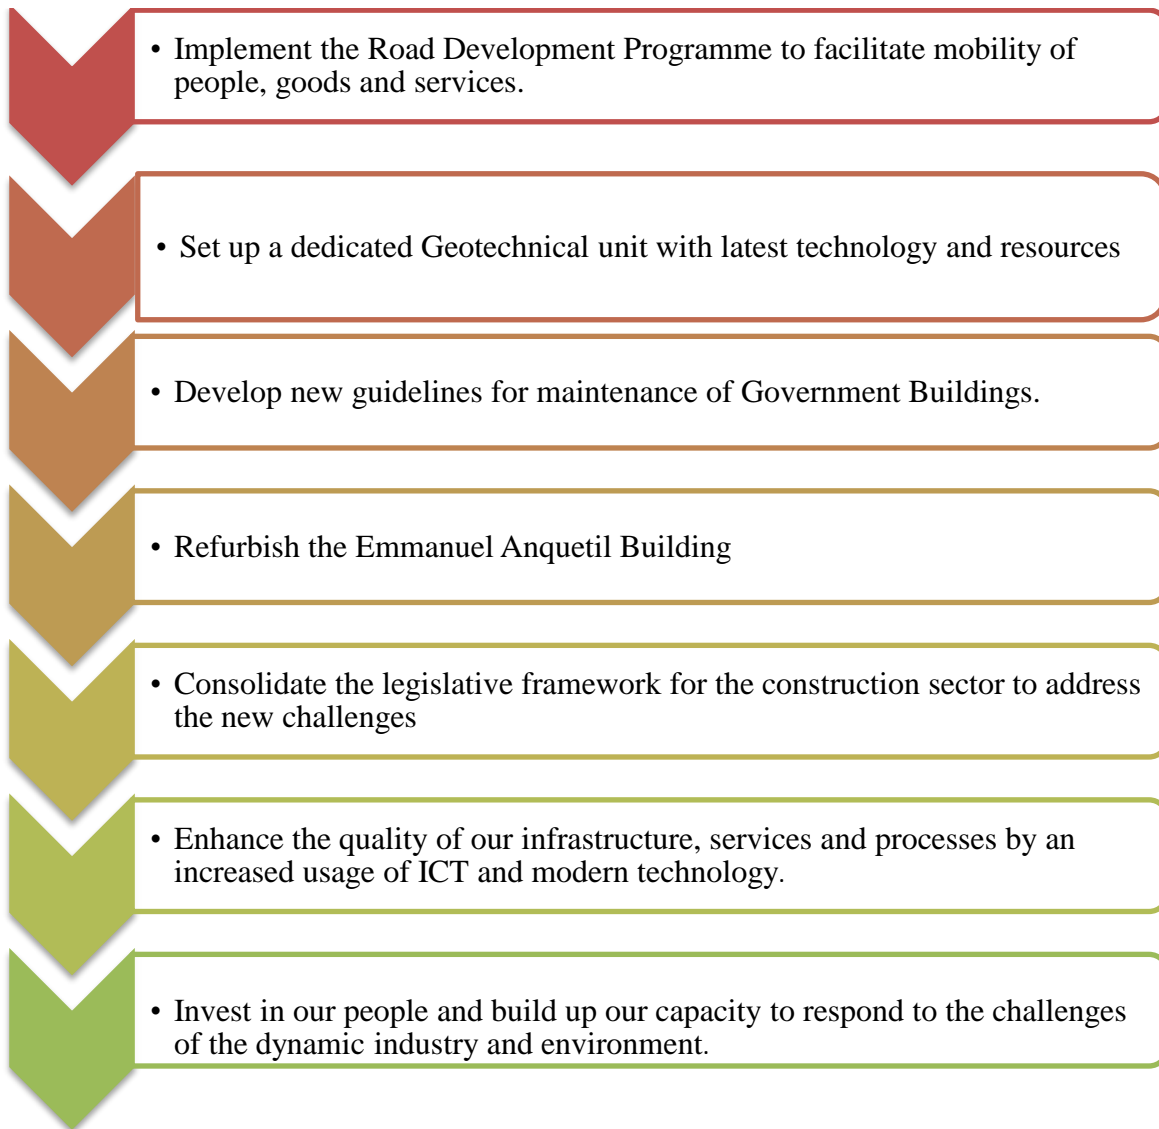 • Implement the Road Development Programme to facilitate mobility of
people, goods and services.
• Set up a dedicated Geotechnical unit with latest technology and resources
• Develop new guidelines for maintenance of Government Buildings.
• Refurbish the Emmanuel Anquetil Building
• Consolidate the legislative framework for the construction sector to address
the new challenges
• Enhance the quality of our infrastructure, services and processes by an
increased usage of ICT and modern technology.
• Invest in our people and build up our capacity to respond to the challenges
of the dynamic industry and environment.